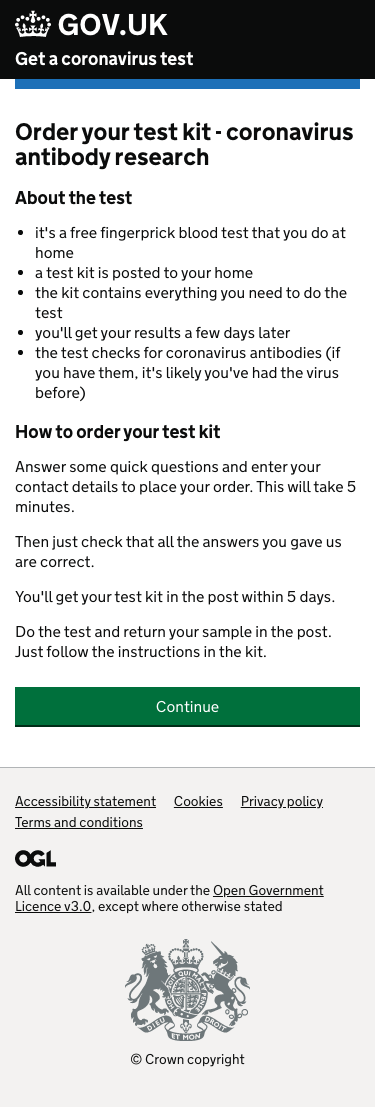 GOV.UK
Get a coronavirus test
Order your test kit - coronavirus
antibody research
About the test
• it's a free fingerprick blood test that you do at
home
• a test kit is posted to your home
• the kit contains everything you need to do the
test
• you'll get your results a few days later
• the test checks for coronavirus antibodies (if
you have them, it's likely you've had the virus
before)
How to order your test kit
Answer some quick questions and enter your
contact details to place your order. This will take 5
minutes.
Then just check that all the answers you gave us
are correct.
You'll get your test kit in the post within 5 days.
Do the test and return your sample in the post.
Just follow the instructions in the kit.
Continue
Accessibility statement Cookies Privacy policy
Terms and conditions
OGL
All content is available under the Open Government
Licence v3.0, except where otherwise stated
DIEU ET MON DROIT
© Crown copyright